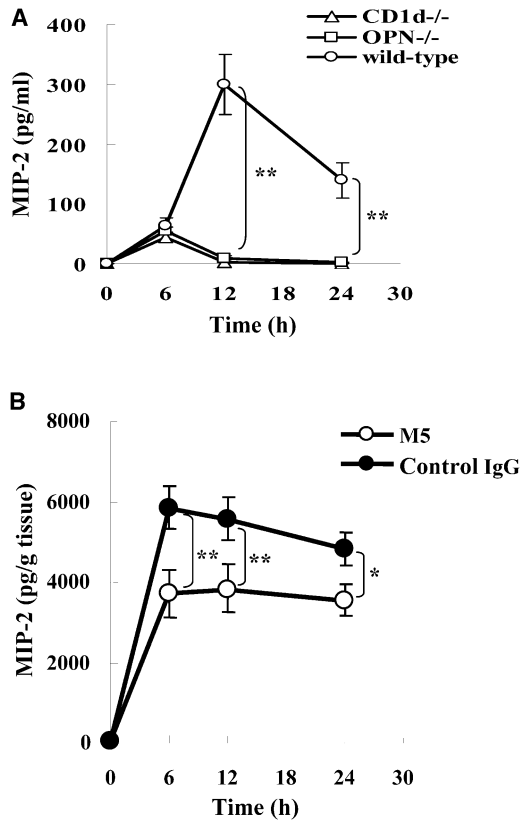 A
CD1d-/-
OPN-/-
wild-type
MIP-2 (pg/ml)
400
300
200
100
0
**
**
0 6 12 18 24 30
Time (h)
B
M5
Control IgG
MIP-2 (pg/g tissue)
8000
6000
4000
2000
0
**
**
*
0 6 12 18 24 30
Time (h)